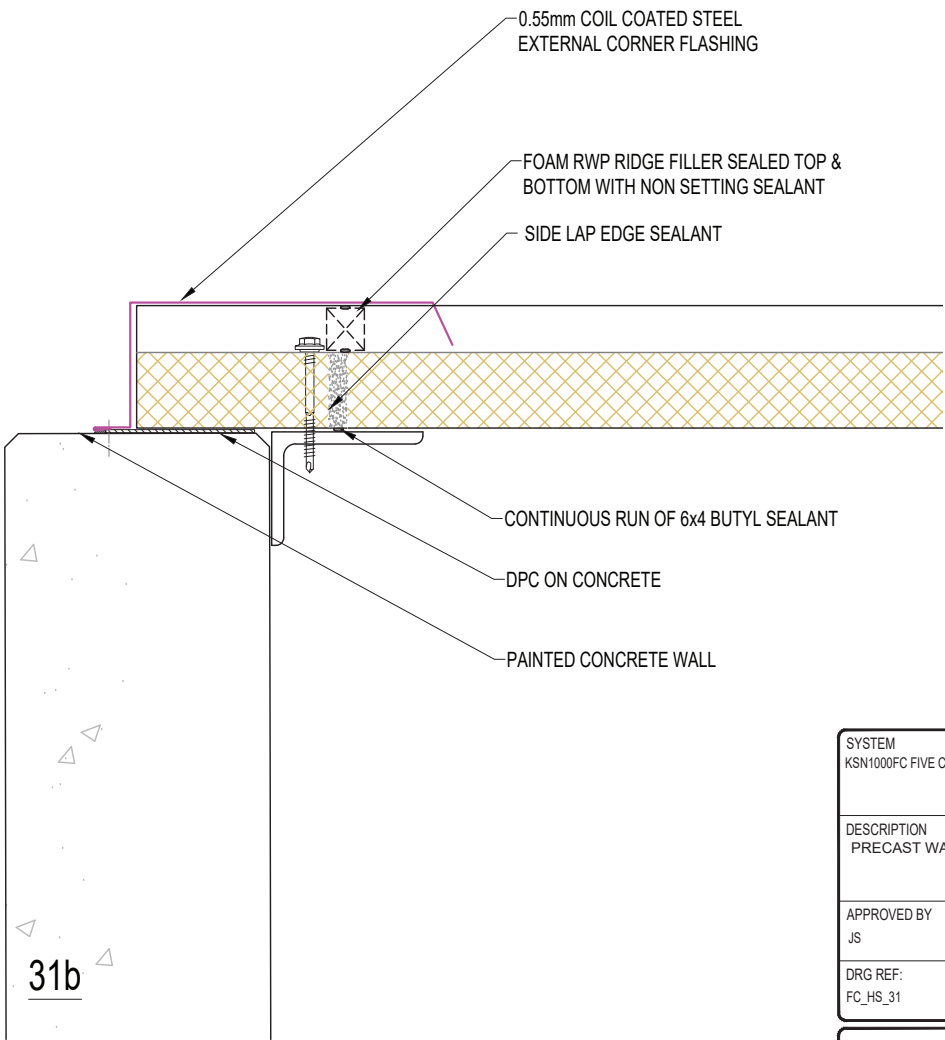 0.55mm COIL COATED STEEL
EXTERNAL CORNER FLASHING
FOAM RWP RIDGE FILLER SEALED TOP &
BOTTOM WITH NON SETTING SEALANT
SIDE LAP EDGE SEALANT
CONTINUOUS RUN OF 6x4 BUTYL SEALANT
DPC ON CONCRETE
PAINTED CONCRETE WALL
31b
SYSTEM
KSN1000FC FIVE C
DESCRIPTION
PRECAST WA
APPROVED BY
JS
DRG REF:
FC_HS_31